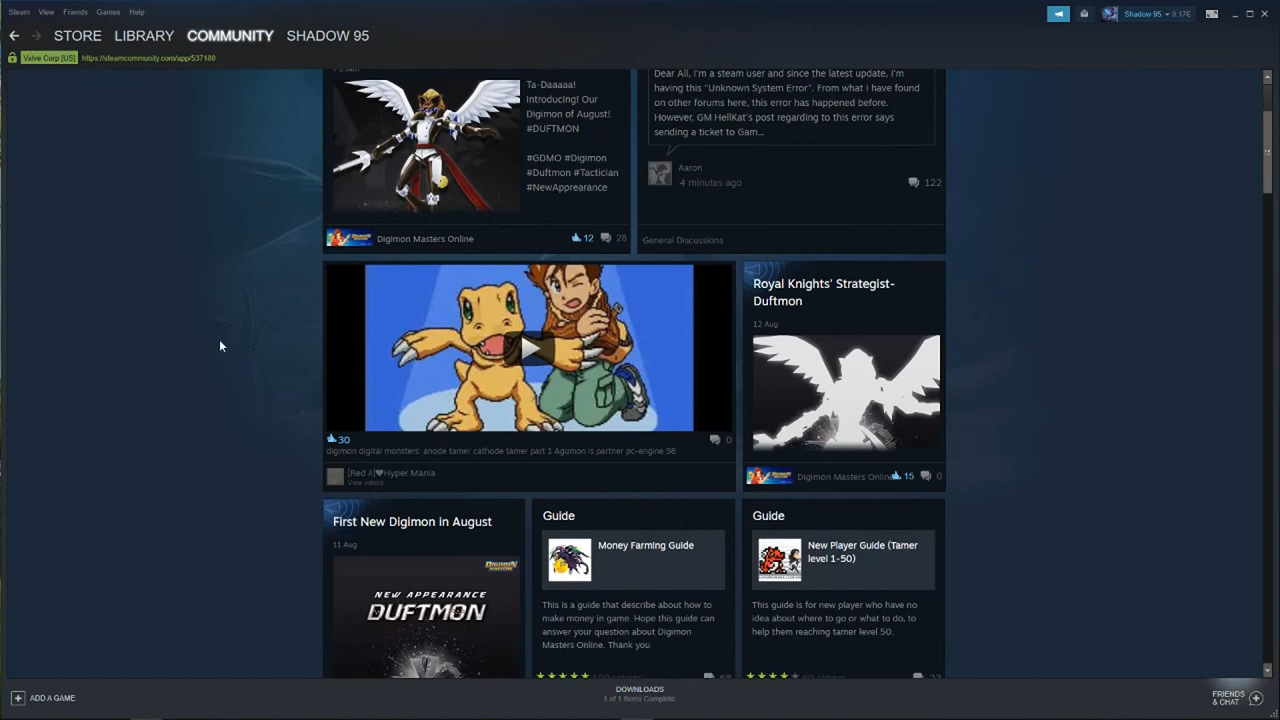 Steam View Friends Games Help
Shadow 95 0.17€
STORE LIBRARY COMMUNITY SHADOW 95
Valve Corp [US] https://steamcommunity.com/app/537180
Ta-Daaaaa!
Introducing! Our
Digimon of August!
#DUFTMON
#GDMO #Digimon
#Duftmon #Tactician
#NewApprearance
Digimon Masters Online 12 28
Dear All, I'm a steam user and since the latest update, I'm
having this "Unknown System Error". From what I have
found on other forums here, this error has happened before.
However, GM HellKat's post regarding to this error says
sending a ticket to Gam...
Aaron
4 minutes ago 122
General Discussions
30 0
digimon digital monsters: anode tamer cathode tamer part 1 Agumon is partner pc-engine 98
[Red 人]♥Hyper Mania
View videos
Royal Knights' Strategist-
Duftmon
12 Aug
Digimon Masters Online 15 0
First New Digimon in August
11 Aug
DIGIMON
MASTERS
NEW APPEARANCE
DUFTMON
Guide
Money Farming Guide
This is a guide that describe about how to
make money in game. Hope this guide can
answer your question about Digimon
Masters Online. Thank you
Guide
New Player Guide (Tamer
level 1-50)
This guide is for new player who have no
idea about where to go or what to do, to
help them reaching tamer level 50.
ADD A GAME
DOWNLOADS
1 of 1 Items Complete
FRIENDS
& CHAT